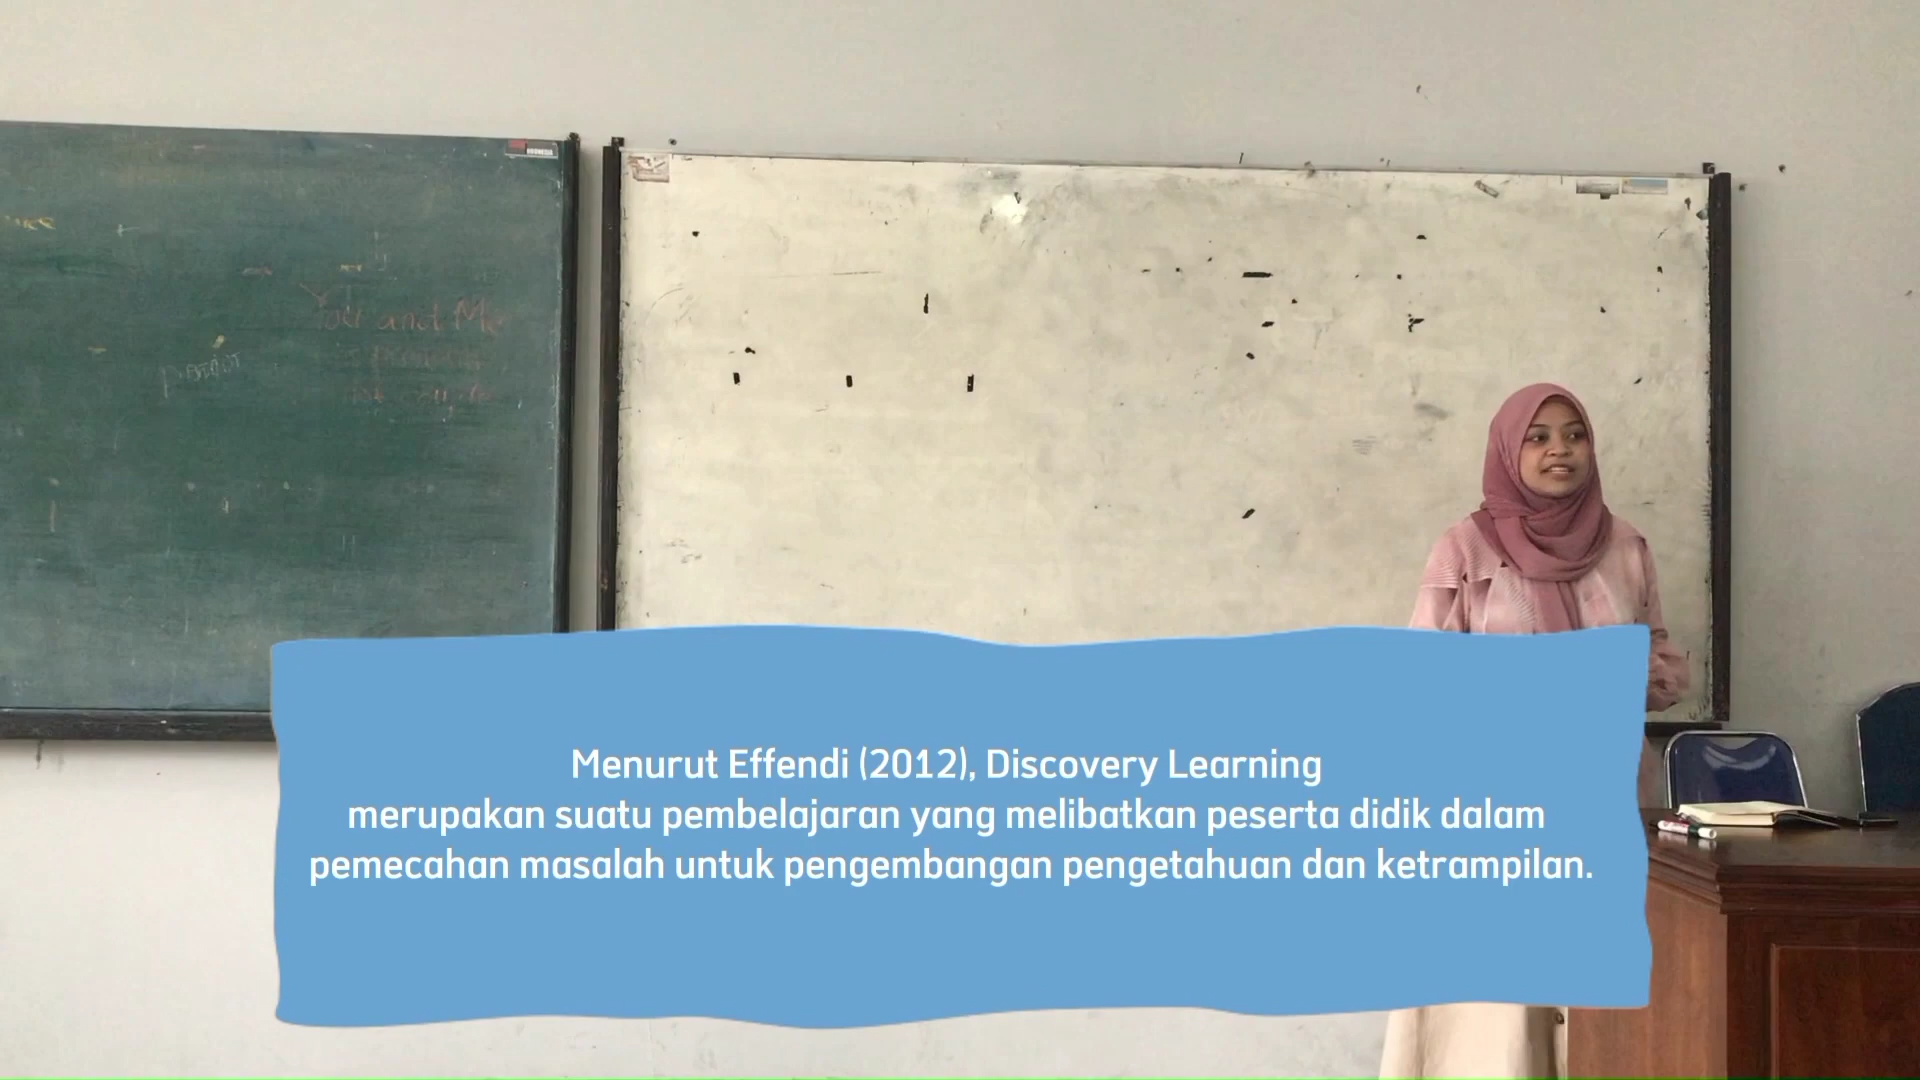 INDONESIA
You and Me
Menurut Effendi (2012), Discovery Learning
merupakan suatu pembelajaran yang melibatkan peserta didik dalam
pemecahan masalah untuk pengembangan pengetahuan dan ketrampilan.